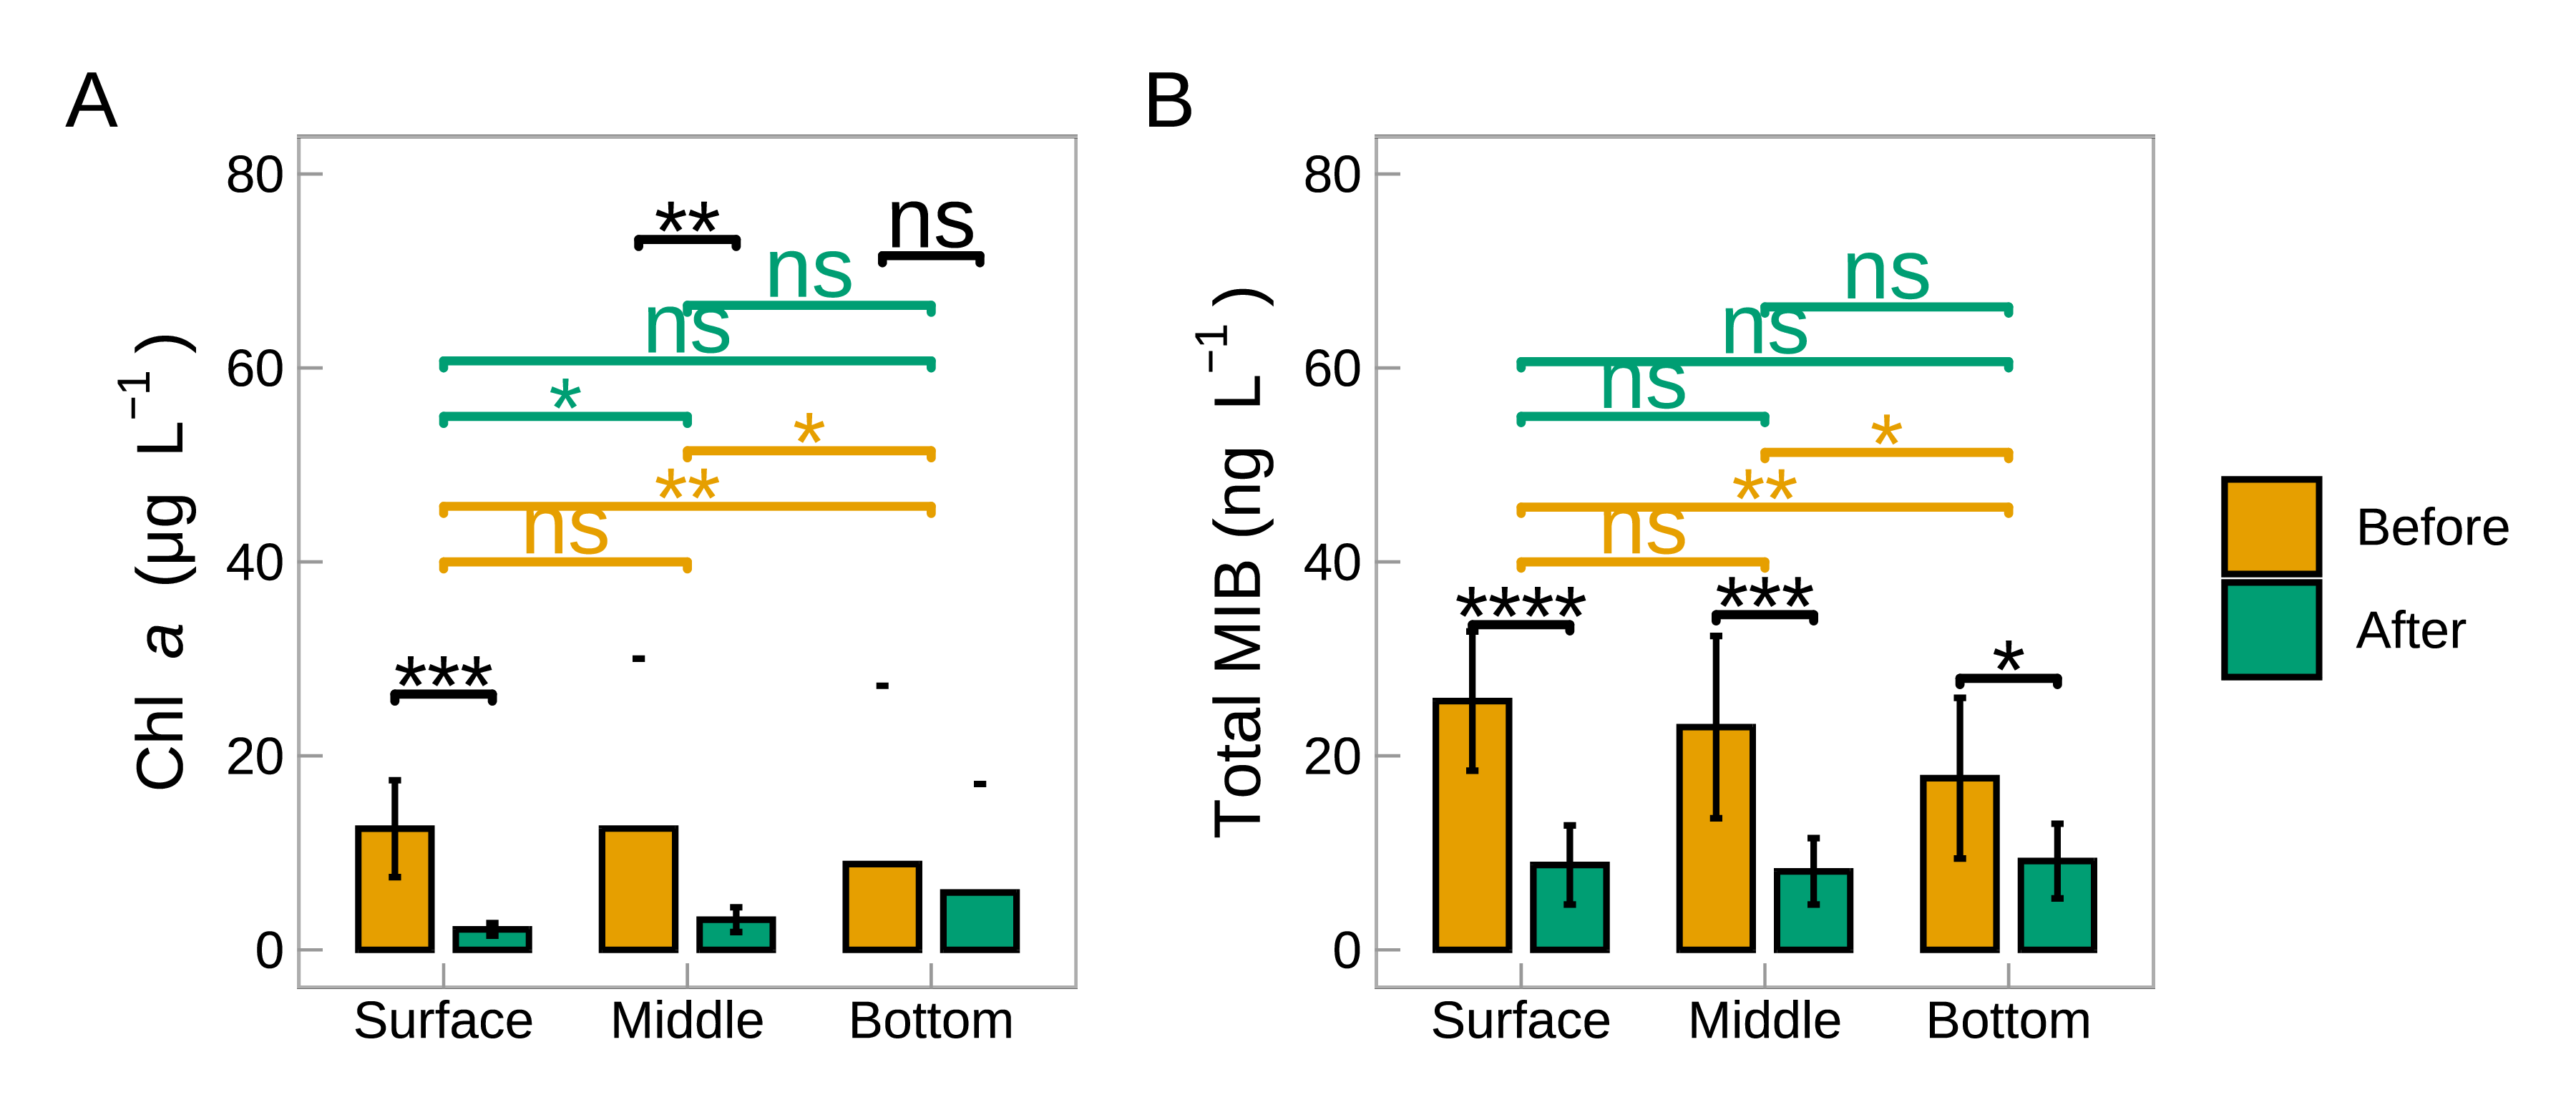 A
B
Chl a (µg L⁻¹)
80
60
40
20
0
**
ns
ns
ns
*
*
**
ns
***
Surface Middle Bottom
Total MIB (ng L⁻¹)
80
60
40
20
0
ns
ns
ns
*
**
ns
****
***
*
Surface Middle Bottom
Before
After